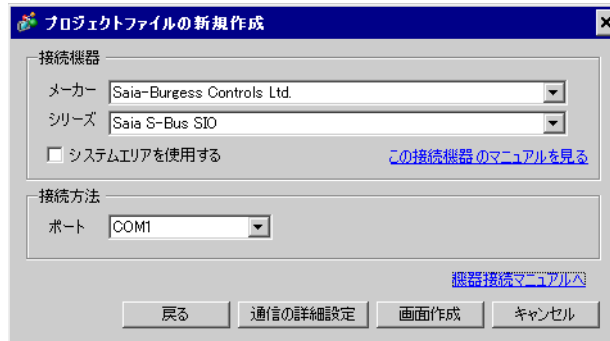 プロジェクトファイルの新規作成
接続機器
メーカー Saia-Burgess Controls Ltd.
シリーズ Saia S-Bus SIO
システムエリアを使用する この接続機器のマニュアルを見る
接続方法
ポート COM1
機器接続マニュアルへ
戻る 通信の詳細設定 画面作成 キャンセル